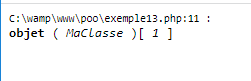 C:\wamp\www\poo\exemple13.php:11 :
objet ( MaClasse )[ 1 ]